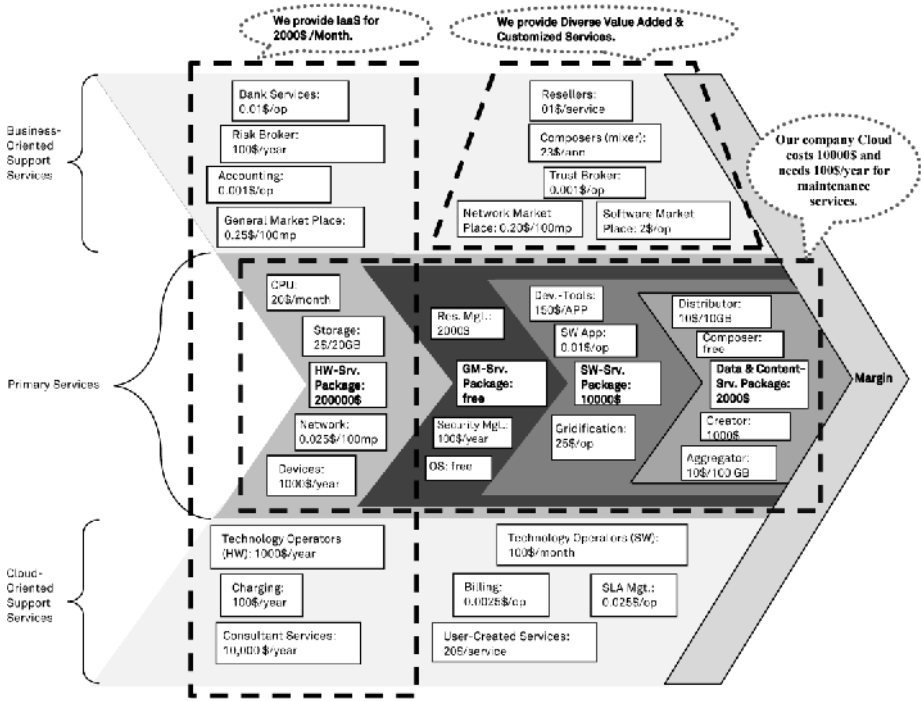 We provide IaaS for
2000$ /Month.
We provide Diverse Value Added &
Customized Services.
Business-
Oriented
Support
Services
Dank Services:
0.01$/op
Risk Broker:
100$/year
Accounting:
0.001$/op
General Market Place:
0.25$/100mp
Resellers:
01$/service
Composers (mixer):
23$/ann
Trust Broker:
0.001$/op
Network Market
Place: 0.20$/100mp
Software Market
Place: 2$/op
Our company Cloud
costs 10000$ and
needs 100$/year for
maintenance
services.
Primary Services
CPU:
20$/month
Storage:
2$/20GB
HW-Srv.
Package:
200000$
Network:
0.025$/100mp
Devices:
1000$/year
Res. Mgt.:
2000$
GM-Srv.
Package:
free
Security Mgt.:
100$/year
OS: free
Dev.-Tools:
150$/APP
SW App:
0.01$/op
SW-Srv.
Package:
10000$
Gridification:
25$/op
Distributor:
10$/10GB
Composer:
free
Data & Content-
Srv. Package:
2000$
Creator:
1000$
Aggregator:
10$/100 GB
Margin
Cloud-
Oriented
Support
Services
Technology Operators
(HW): 1000$/year
Charging:
100$/year
Consultant Services:
10,000 $/year
Technology Operators (SW):
100$/month
Billing:
0.0025$/op
SLA Mgt.:
0.025$/op
User-Created Services:
20$/service